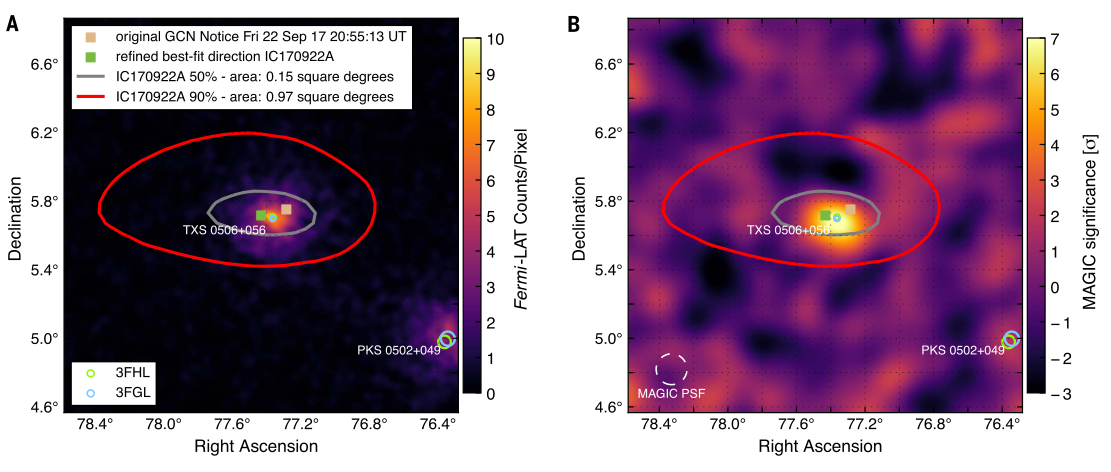 A
original GCN Notice Fri 22 Sep 17 20:55:13 UT
refined best-fit direction IC170922A
IC170922A 50% - area: 0.15 square degrees
IC170922A 90% - area: 0.97 square degrees
6.6°
6.2°
5.8°
5.4°
5.0°
4.6°
Declination
TXS 0506+056
PKS 0502+049
3FHL
3FGL
78.4°
78.0°
77.6°
77.2°
76.8°
76.4°
Right Ascension
10
9
8
7
6
5
4
3
2
1
0
Fermi-LAT Counts/Pixel
B
6.6°
6.2°
5.8°
5.4°
5.0°
4.6°
Declination
TXS 0506+056
PKS 0502+049
MAGIC PSF
78.4°
78.0°
77.6°
77.2°
76.8°
76.4°
Right Ascension
7
6
5
4
3
2
1
0
−1
−2
−3
MAGIC significance [σ]